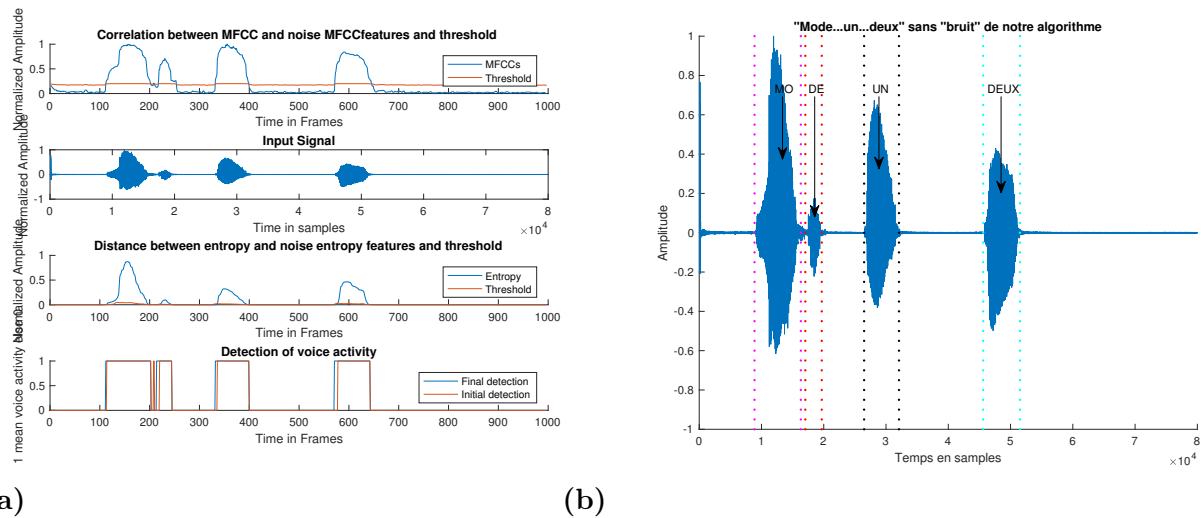 Correlation between MFCC and noise MFCCfeatures and threshold
Normalized Amplitude
1
0.5
0
MFCCs
Threshold
0 100 200 300 400 500 600 700 800 900 1000
Time in Frames
Input Signal
Normalized Amplitude
1
0
-1
0 1 2 3 4 5 6 7 8
Time in samples
×10⁴
Distance between entropy and noise entropy features and threshold
Normalized Amplitude
1
0.5
0
Entropy
Threshold
0 100 200 300 400 500 600 700 800 900 1000
Time in Frames
Detection of voice activity
1 mean voice activity
1
0.5
0
Final detection
Initial detection
0 100 200 300 400 500 600 700 800 900 1000
Time in Frames
a)
"Mode...un...deux" sans "bruit" de notre algorithme
Amplitude
1
0.8
0.6
0.4
0.2
0
-0.2
-0.4
-0.6
-0.8
-1
MO DE UN DEUX
0 1 2 3 4 5 6 7 8
Temps en samples
×10⁴
(b)